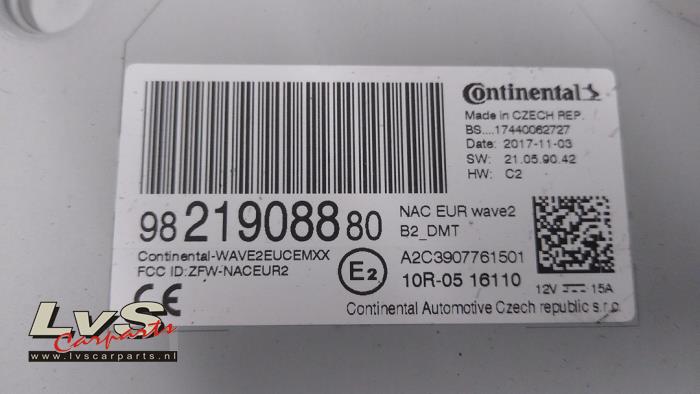 Continental
Made in CZECH REP.
BS....17440062727
Date: 2017-11-03
SW: 21.05.90.42
HW: C2
98 219088 80
NAC EUR wave2
B2_DMT
Continental-WAVE2EUCEMXX
FCC ID:ZFW-NACEUR2
E2
A2C3907761501
10R-05 16110
12V 15A
CE
Continental Automotive Czech republic s.r.o.
LvS
Carparts
www.lvscarparts.nl